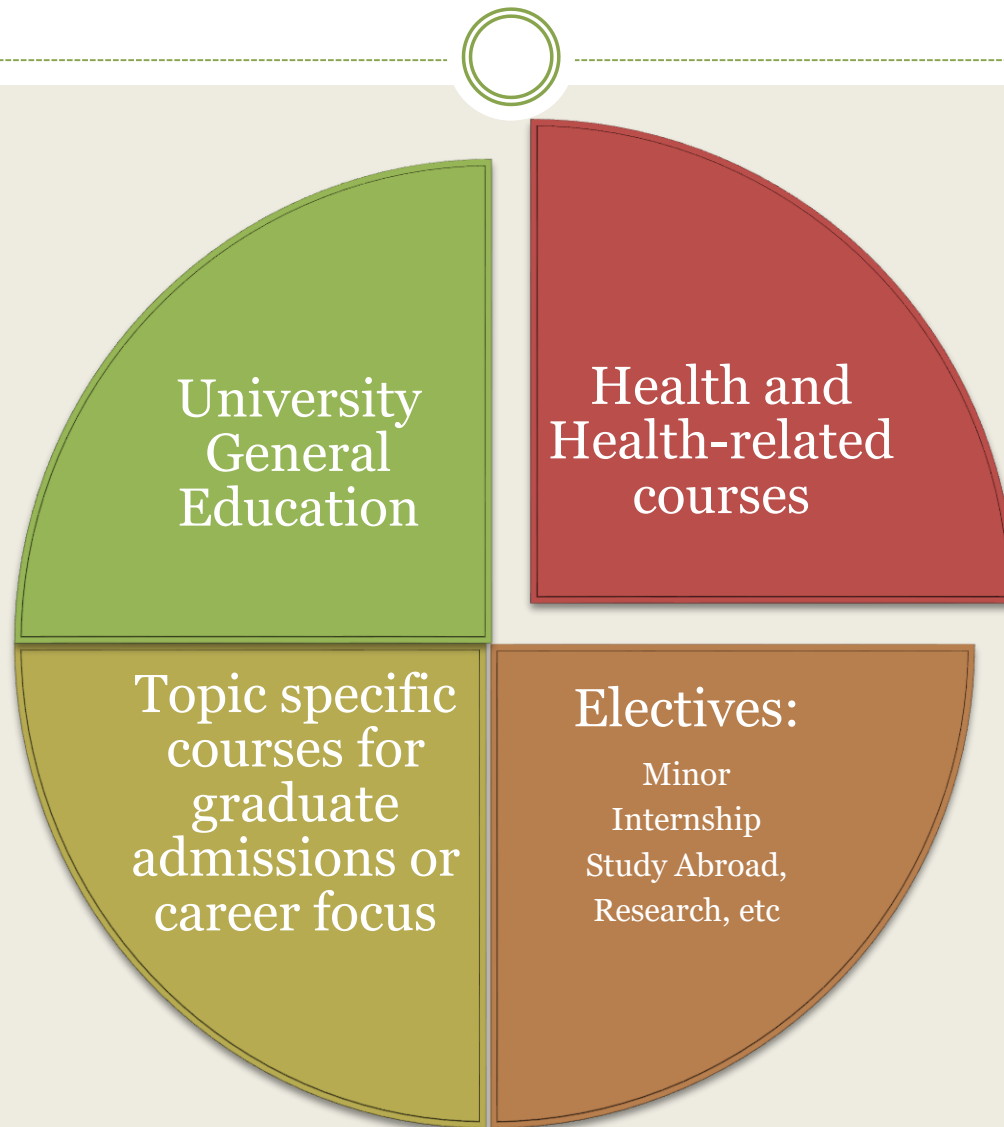 University
General
Education
Health and
Health-related
courses
Topic specific
courses for
graduate
admissions or
career focus
Electives:
Minor
Internship
Study Abroad,
Research, etc